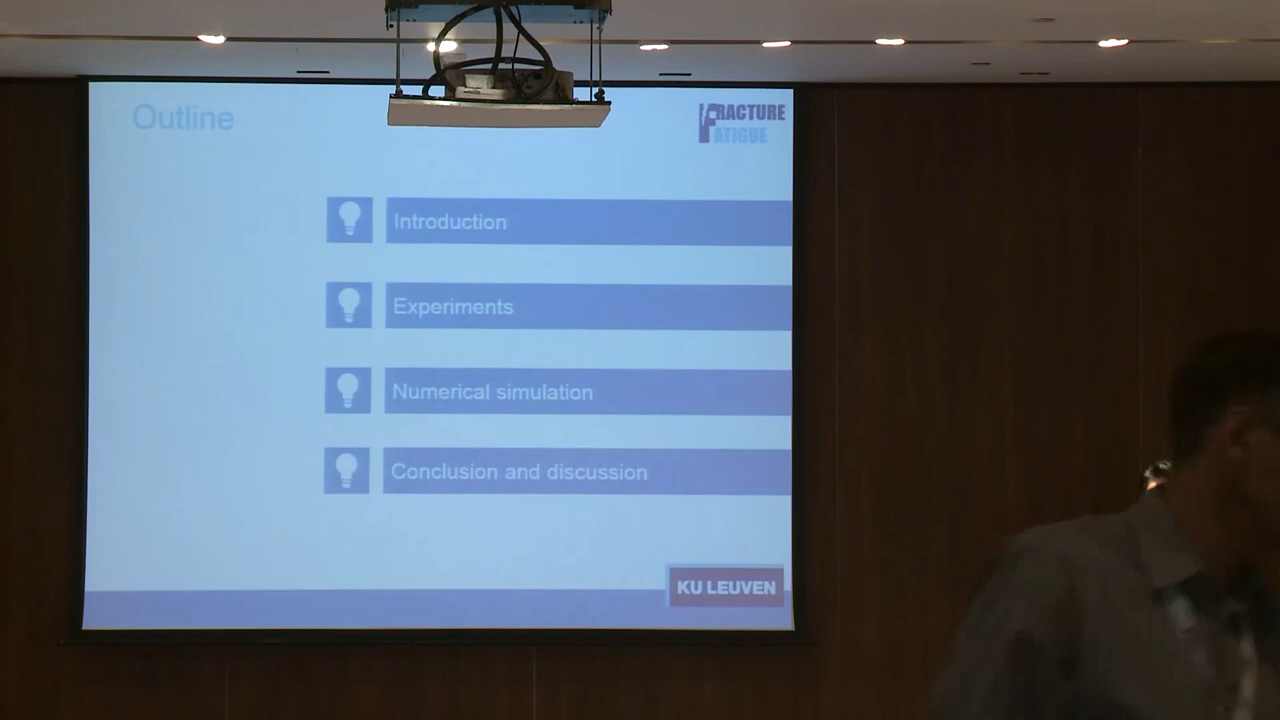 Outline
FRACTURE
FATIGUE
Introduction
Experiments
Numerical simulation
Conclusion and discussion
KU LEUVEN